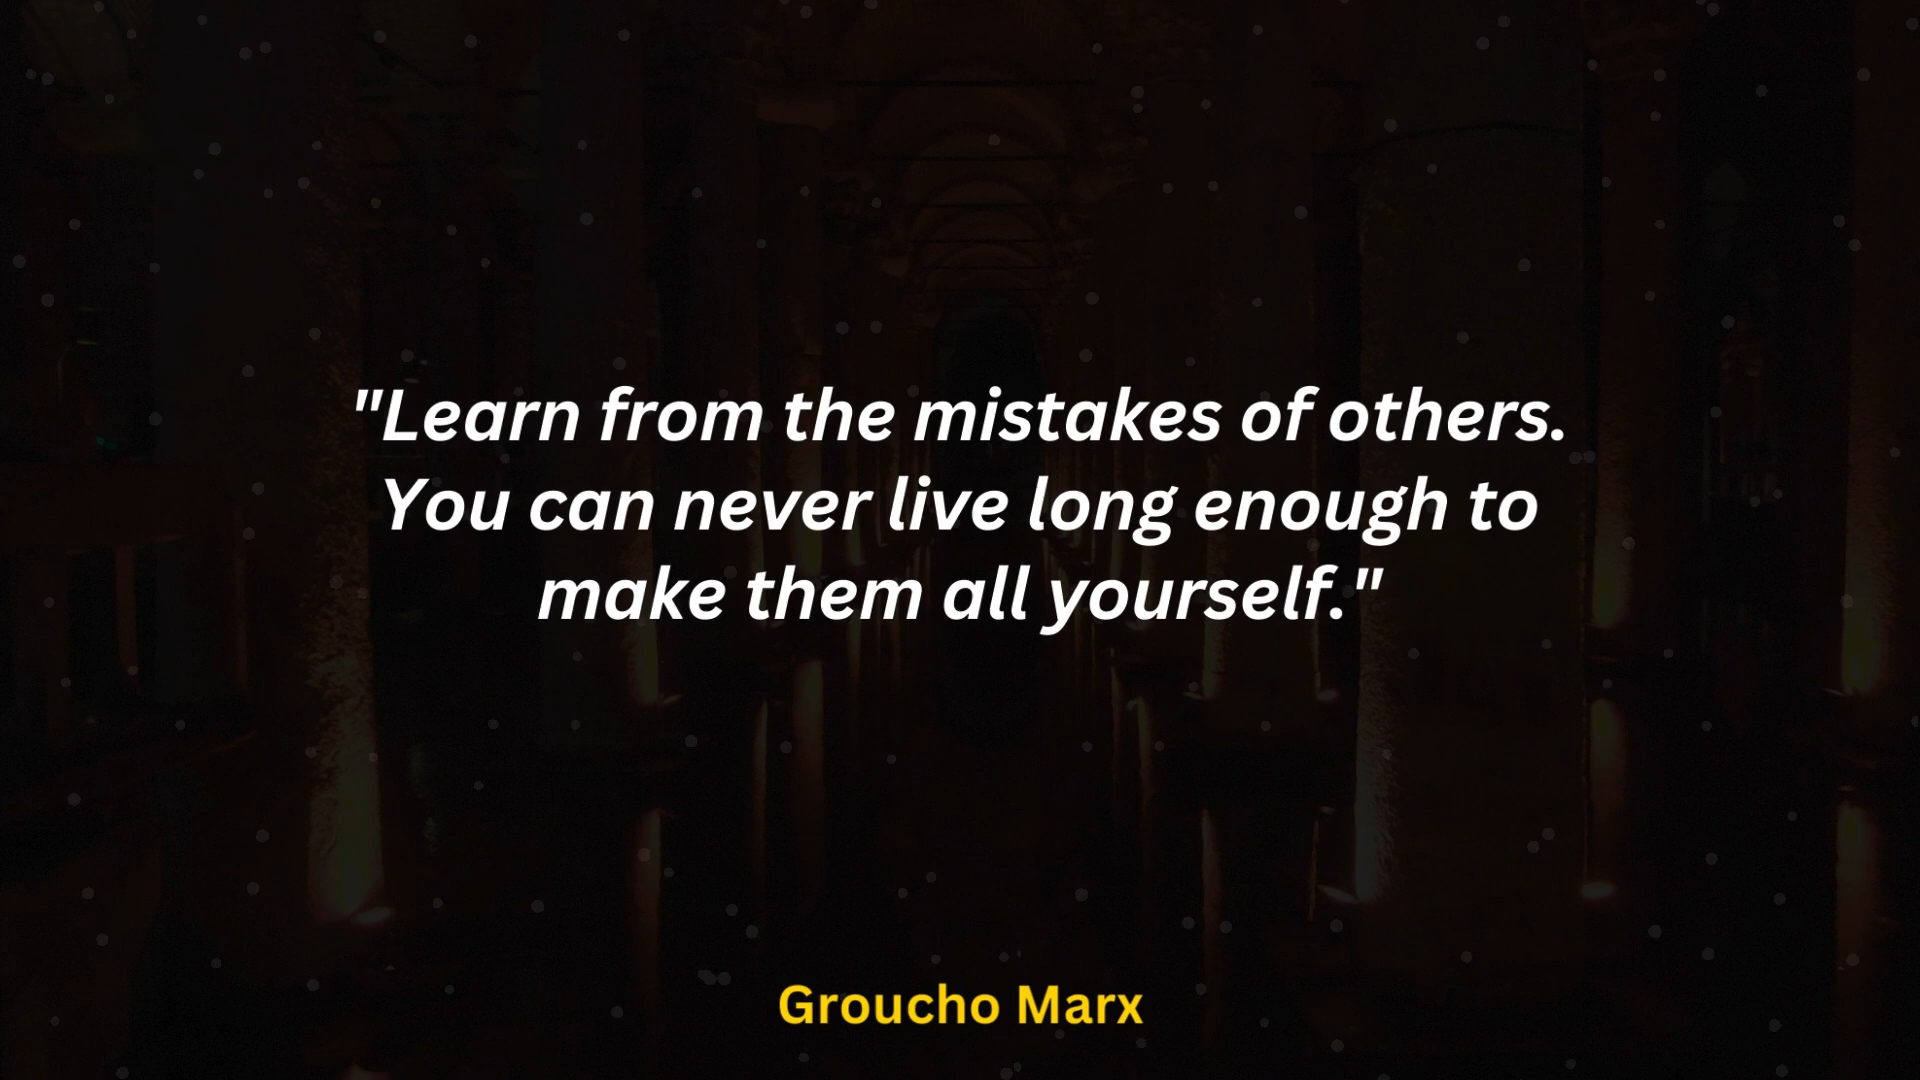 "Learn from the mistakes of others.
You can never live long enough to
make them all yourself."
Groucho Marx